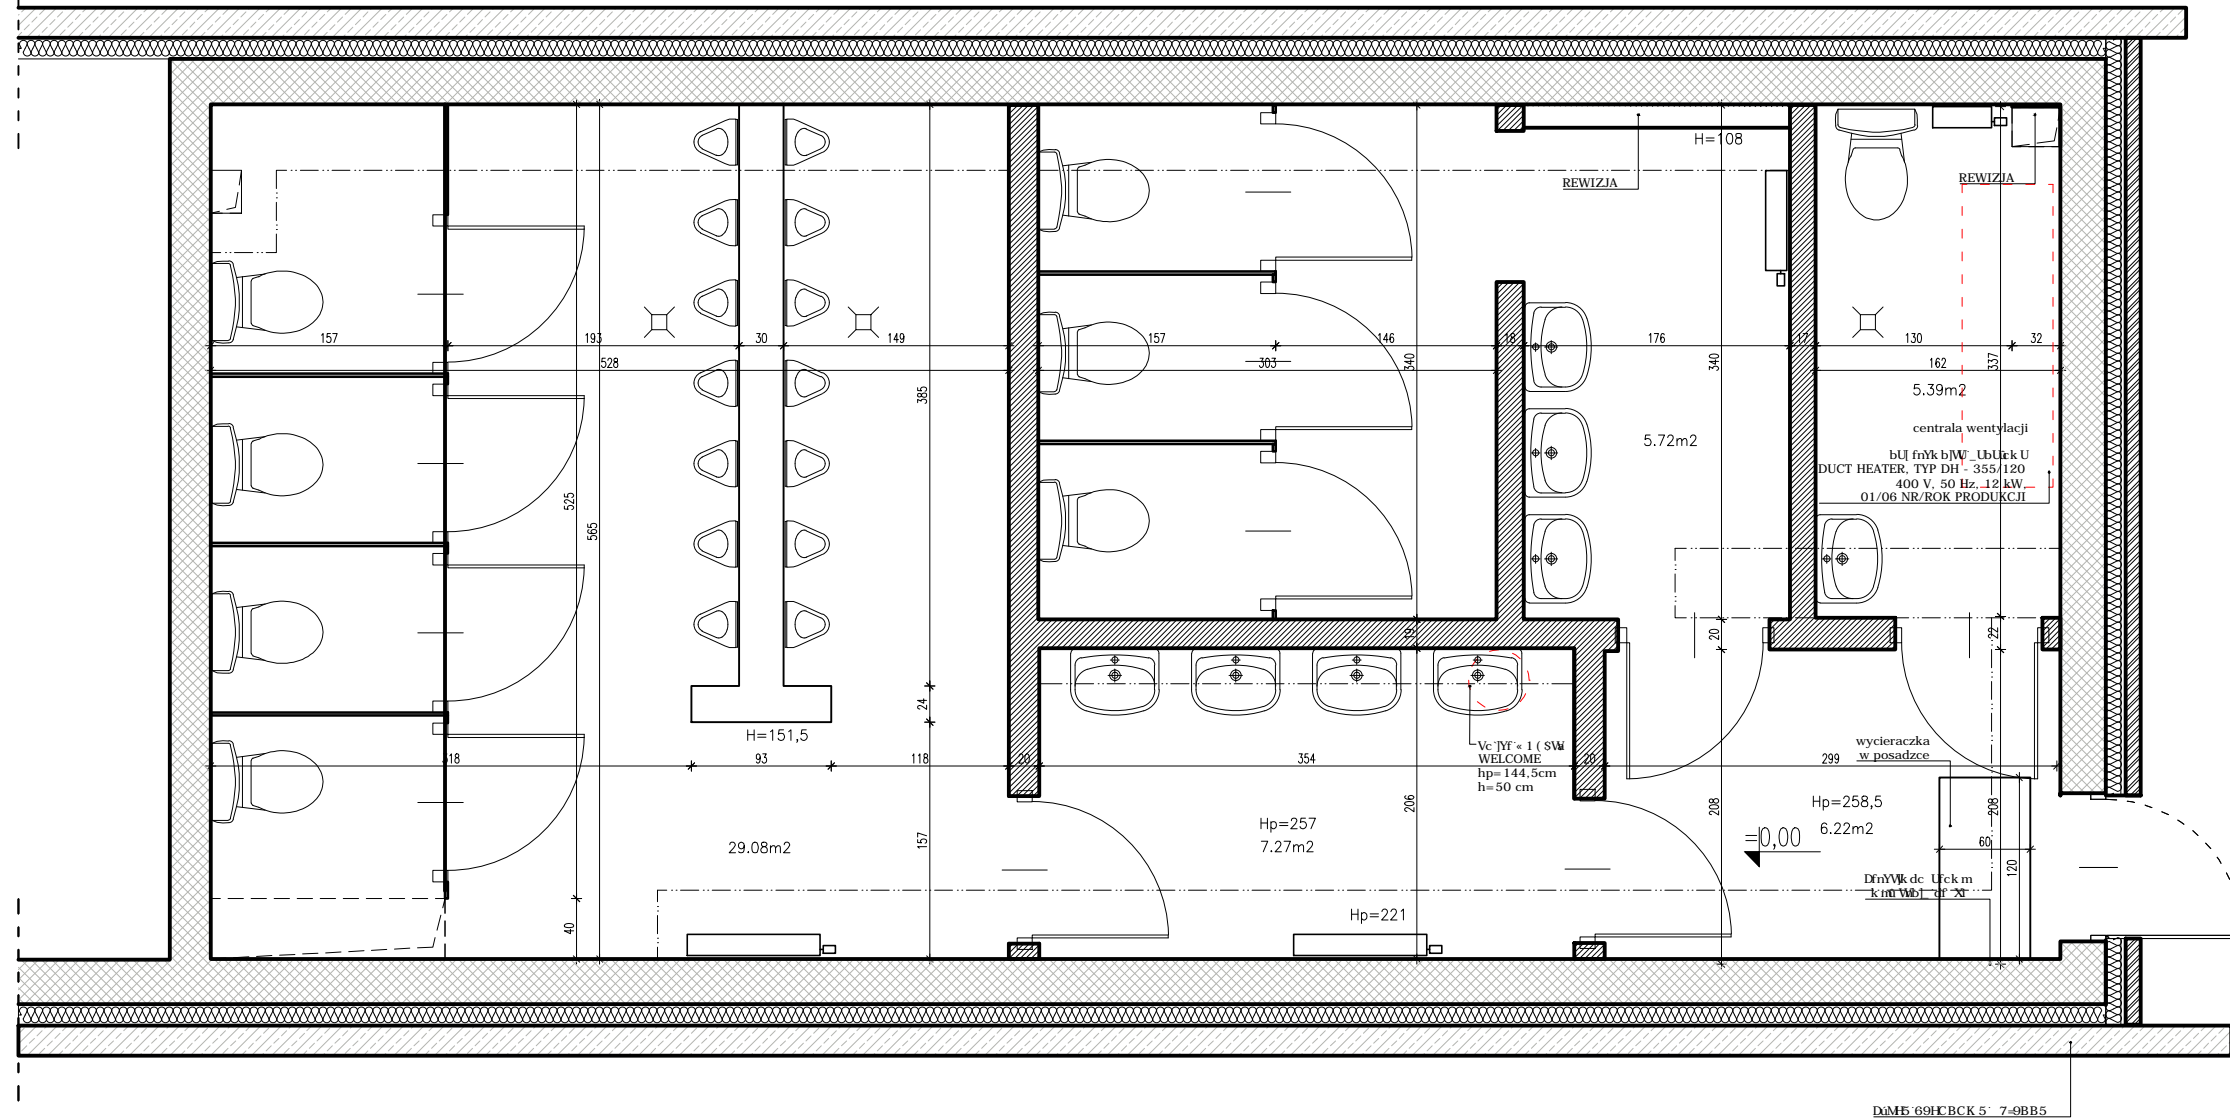 H=108
REWIZJA
REWIZJA
157
193
30
149
157
146
18
176
17
130
32
528
303
162
340
340
337
385
5.39m2
centrala wentylacji
5.72m2
DUCT HEATER, TYP DH - 355/120
400 V, 50 Hz, 12 kW,
01/06 NR/ROK PRODUKCJI
525
565
19
20
22
24
H=151,5
WELCOME
hp=144,5cm
h=50 cm
wycieraczka
w posadzce
518
93
118
20
354
20
299
206
208
208
Hp=257
7.27m2
Hp=258,5
6.22m2
=0,00
29.08m2
157
60
120
40
Hp=221